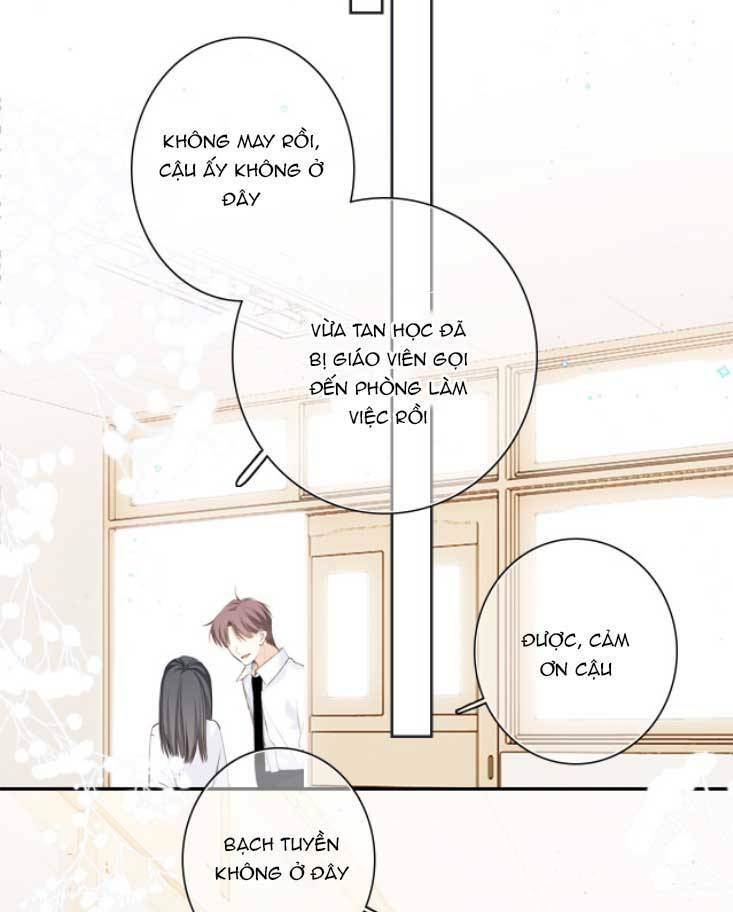 KHÔNG MAY RỒI,
CẬU ẤY KHÔNG Ở
ĐÂY
VỪA TAN HỌC ĐÃ
BỊ GIÁO VIÊN GỌI
ĐẾN PHÒNG LÀM
VIỆC RỒI
ĐƯỢC, CẢM
ƠN CẬU
BẠCH TUYỀN
KHÔNG Ở ĐÂY